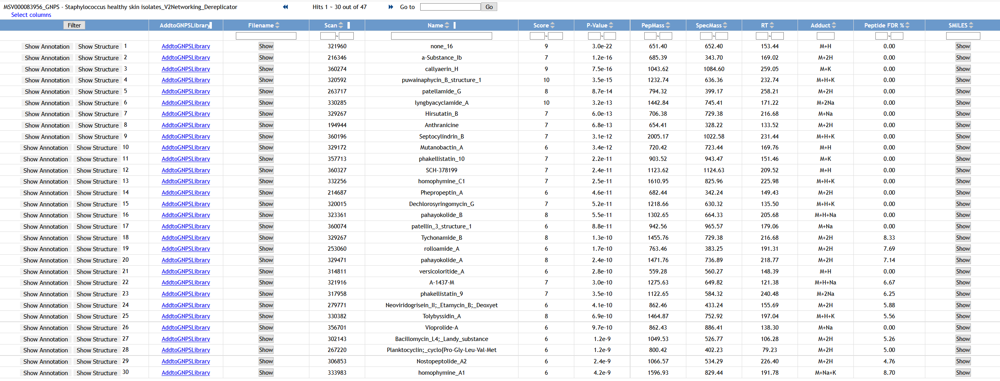 MSV000083956_GNPS - Staphylococcus healthy skin isolates_V2Networking_Dereplicator Hits 1 ~ 30 out of 47 Go to Go
Select columns
Filter AddtoGNPSLibrary Filename Scan Name Score P-Value PepMass SpecMass RT Adduct Peptide FDR % SMILES
~ ~ ~ ~ ~ ~ ~
Show Annotation Show Structure 1 AddtoGNPSLibrary Show 321960 none_16 9 3.0e-22 651.40 652.40 153.44 M+H 0.00 Show
Show Annotation Show Structure 2 AddtoGNPSLibrary Show 216346 a-Substance_Ib 7 1.2e-16 685.39 343.70 169.02 M+2H 0.00 Show
Show Annotation Show Structure 3 AddtoGNPSLibrary Show 360274 callyaerin_H 9 7.5e-16 1043.62 1084.60 259.05 M+K 0.00 Show
Show Annotation Show Structure 4 AddtoGNPSLibrary Show 320592 puwainaphycin_B_structure_1 10 3.5e-15 1232.74 636.36 232.74 M+H+K 0.00 Show
Show Annotation Show Structure 5 AddtoGNPSLibrary Show 263717 patellamide_G 8 8.7e-14 794.32 399.17 258.21 M+2H 0.00 Show
Show Annotation Show Structure 6 AddtoGNPSLibrary Show 330285 lyngbyacyclamide_A 10 3.2e-13 1442.84 745.41 171.22 M+2Na 0.00 Show
Show Annotation Show Structure 7 AddtoGNPSLibrary Show 329267 Hirsutatin_B 7 6.0e-13 706.38 729.38 216.68 M+Na 0.00 Show
Show Annotation Show Structure 8 AddtoGNPSLibrary Show 194944 Anthranicine 7 6.8e-13 654.41 328.22 133.52 M+2H 0.00 Show
Show Annotation Show Structure 9 AddtoGNPSLibrary Show 360196 Septocylindrin_B 7 3.1e-12 2005.17 1022.58 231.44 M+H+K 0.00 Show
Show Annotation Show Structure 10 AddtoGNPSLibrary Show 329172 Mutanobactin_A 6 3.4e-12 720.42 723.44 169.76 M+H 0.00 Show
Show Annotation Show Structure 11 AddtoGNPSLibrary Show 357713 phakellistatin_10 7 2.2e-11 903.52 943.47 151.46 M+K 0.00 Show
Show Annotation Show Structure 12 AddtoGNPSLibrary Show 360327 SCH-378199 7 2.4e-11 1123.62 1124.63 209.52 M+H 0.00 Show
Show Annotation Show Structure 13 AddtoGNPSLibrary Show 332256 homophymine_C1 7 2.5e-11 1610.95 825.96 225.98 M+H+K 0.00 Show
Show Annotation Show Structure 14 AddtoGNPSLibrary Show 214687 Phepropeptin_A 6 4.6e-11 682.44 342.24 149.43 M+2H 0.00 Show
Show Annotation Show Structure 15 AddtoGNPSLibrary Show 320015 Dechlorosyringomycin_G 7 5.2e-11 1218.66 630.32 135.50 M+H+K 0.00 Show
Show Annotation Show Structure 16 AddtoGNPSLibrary Show 323361 pahayokolide_B 8 5.5e-11 1302.65 664.33 205.68 M+H+Na 0.00 Show
Show Annotation Show Structure 17 AddtoGNPSLibrary Show 360074 patellin_3_structure_1 6 8.8e-11 942.56 965.57 179.06 M+Na 0.00 Show
Show Annotation Show Structure 18 AddtoGNPSLibrary Show 329267 Tychonamide_B 8 1.3e-10 1455.76 729.38 216.68 M+2H 8.33 Show
Show Annotation Show Structure 19 AddtoGNPSLibrary Show 253060 rolloamide_A 6 1.7e-10 763.46 383.25 191.31 M+2H 7.69 Show
Show Annotation Show Structure 20 AddtoGNPSLibrary Show 329471 pahayokolide_A 8 2.4e-10 1471.76 736.89 218.77 M+2H 7.14 Show
Show Annotation Show Structure 21 AddtoGNPSLibrary Show 314811 versicoloritide_A 6 2.8e-10 559.28 560.27 148.39 M+H 0.00 Show
Show Annotation Show Structure 22 AddtoGNPSLibrary Show 321916 A-1437-M 7 3.0e-10 1275.63 649.82 121.38 M+H+Na 6.67 Show
Show Annotation Show Structure 23 AddtoGNPSLibrary Show 317958 phakellistatin_9 7 3.5e-10 1122.65 584.32 240.48 M+2Na 6.25 Show
Show Annotation Show Structure 24 AddtoGNPSLibrary Show 279771 Neoviridogrisein_II;_Etamycin_B;_Deoxyet 6 4.1e-10 862.46 433.24 155.69 M+2H 5.88 Show
Show Annotation Show Structure 25 AddtoGNPSLibrary Show 330382 Tolybyssidin_A 8 6.9e-10 1464.87 752.92 197.04 M+H+K 5.56 Show
Show Annotation Show Structure 26 AddtoGNPSLibrary Show 356701 Vioprolide-A 6 9.7e-10 862.43 886.41 138.30 M+Na 0.00 Show
Show Annotation Show Structure 27 AddtoGNPSLibrary Show 302143 Bacillomycin_L4;_Landy_substance 6 1.2e-9 1049.53 526.77 106.28 M+2H 5.26 Show
Show Annotation Show Structure 28 AddtoGNPSLibrary Show 267220 Planktocyclin;_cyclo(Pro-Gly-Leu-Val-Met 6 1.2e-9 800.42 402.23 79.23 M+2H 5.00 Show
Show Annotation Show Structure 29 AddtoGNPSLibrary Show 306853 Nostopeptolide_A2 6 2.4e-9 1066.57 534.29 226.40 M+2H 4.76 Show
Show Annotation Show Structure 30 AddtoGNPSLibrary Show 333983 homophymine_A1 6 4.2e-9 1596.93 829.44 191.78 M+Na+K 8.70 Show